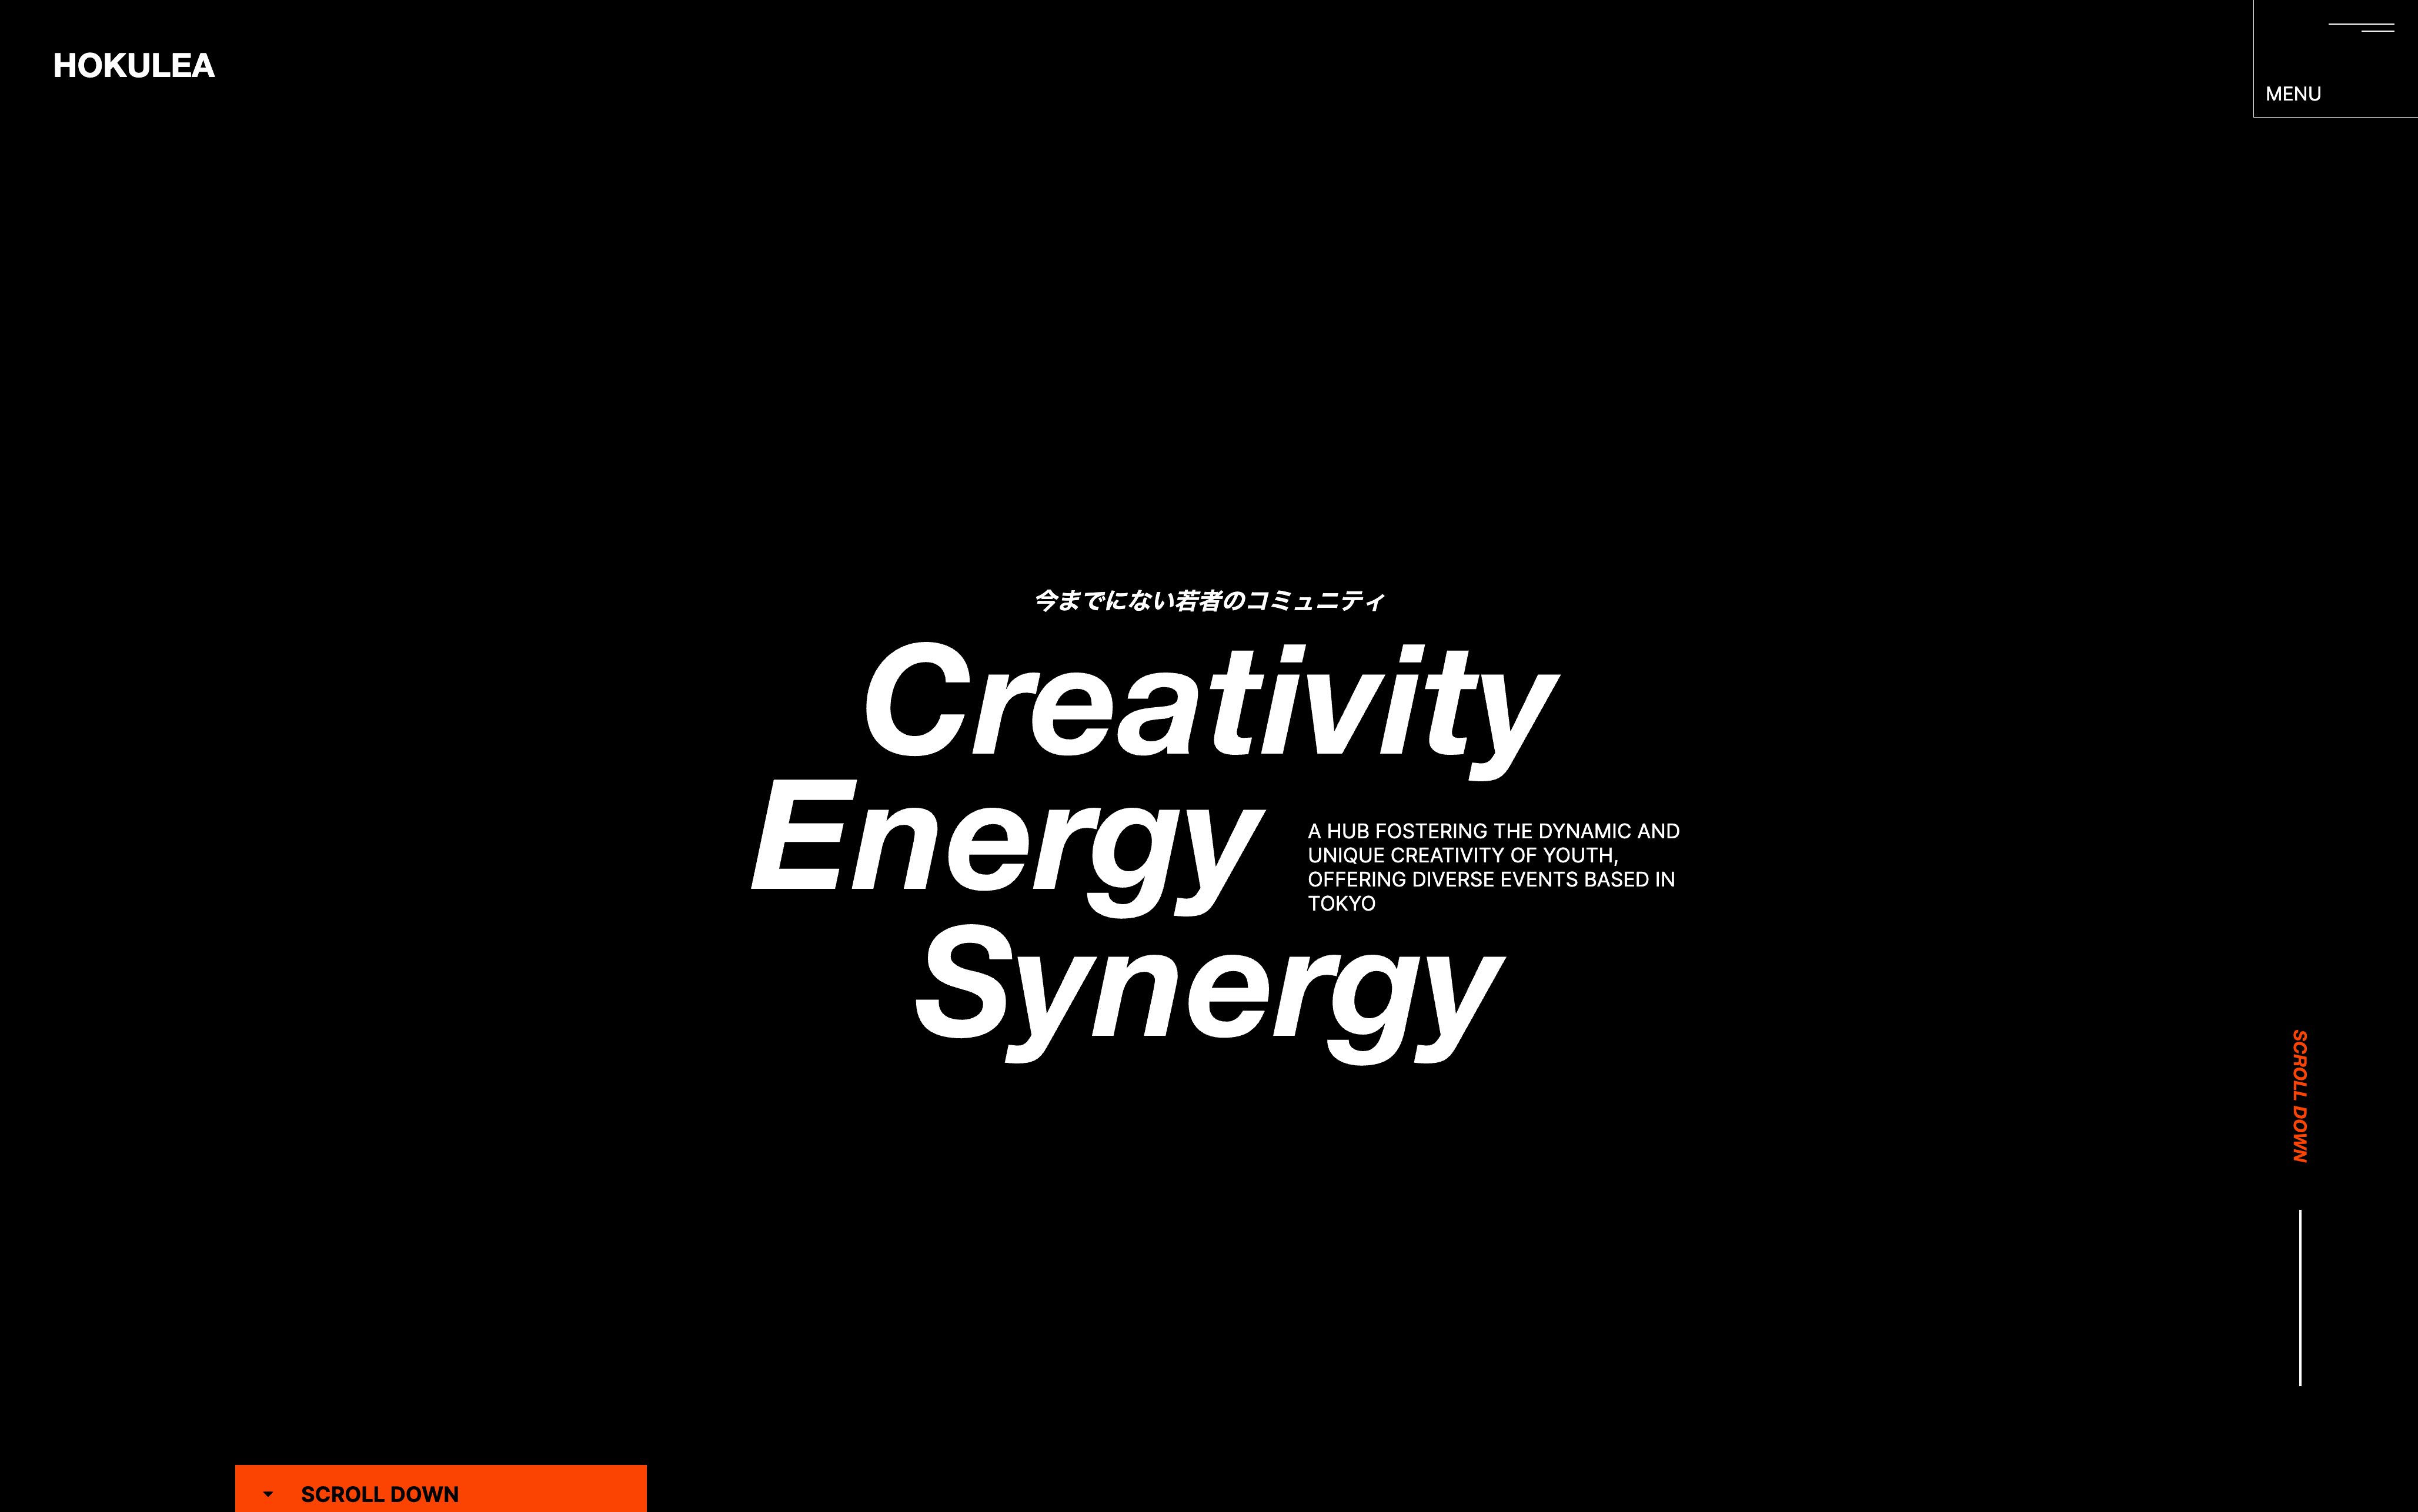 HOKULEA
MENU
今までにない若者のコミュニティ
Creativity
Energy
A HUB FOSTERING THE DYNAMIC AND
UNIQUE CREATIVITY OF YOUTH,
OFFERING DIVERSE EVENTS BASED IN
TOKYO
Synergy
SCROLL DOWN
SCROLL DOWN